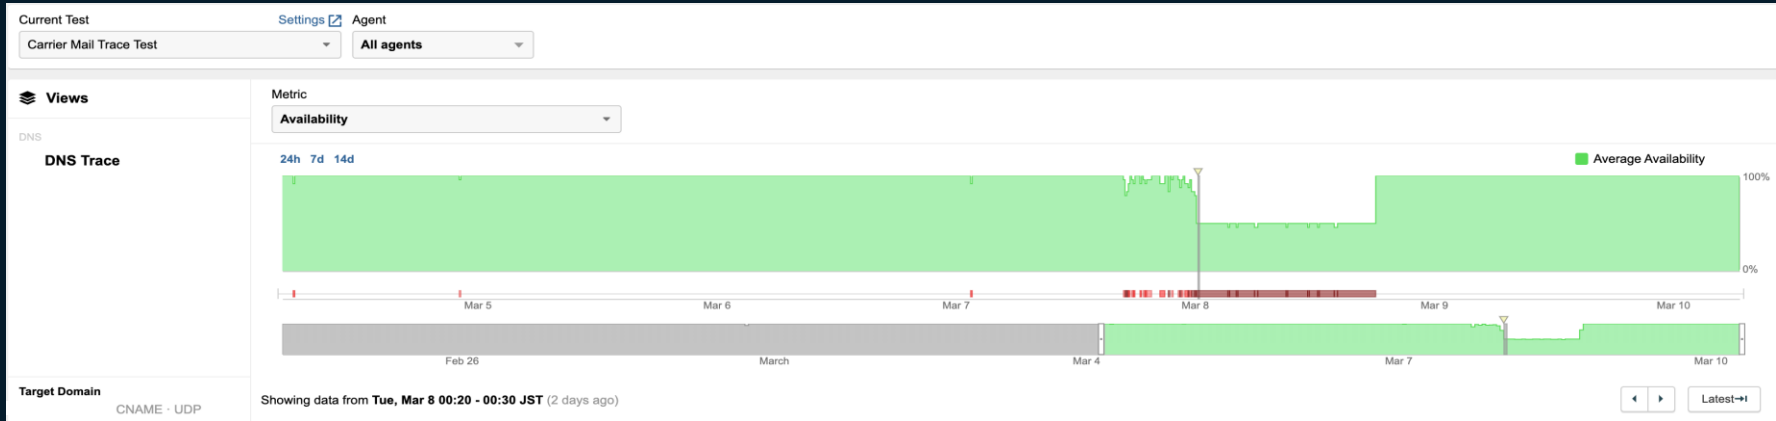 Current Test
Settings
Agent
Carrier Mail Trace Test
All agents
Views
Metric
Availability
DNS
DNS Trace
24h 7d 14d
Average Availability
100%
0%
Mar 5 Mar 6 Mar 7 Mar 8 Mar 9 Mar 10
Feb 26 March Mar 4 Mar 7 Mar 10
Target Domain
CNAME · UDP
Showing data from Tue, Mar 8 00:20 - 00:30 JST (2 days ago)
Latest